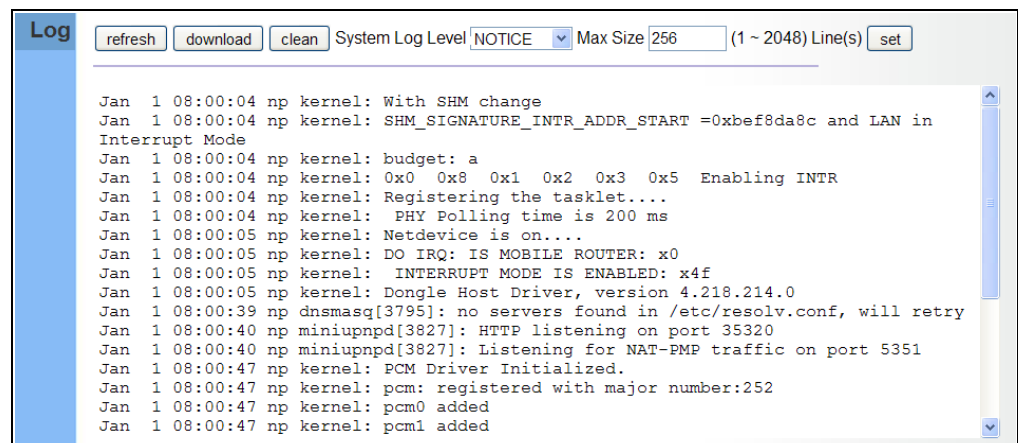 Log
refresh download clean System Log Level NOTICE Max Size 256 (1 ~ 2048) Line(s) set
Jan  1 08:00:04 np kernel: With SHM change
Jan  1 08:00:04 np kernel: SHM_SIGNATURE_INTR_ADDR_START =0xbef8da8c and LAN in
Interrupt Mode
Jan  1 08:00:04 np kernel: budget: a
Jan  1 08:00:04 np kernel: 0x0  0x8  0x1  0x2  0x3  0x5  Enabling INTR
Jan  1 08:00:04 np kernel: Registering the tasklet....
Jan  1 08:00:04 np kernel:  PHY Polling time is 200 ms
Jan  1 08:00:05 np kernel: Netdevice is on....
Jan  1 08:00:05 np kernel: DO IRQ: IS MOBILE ROUTER: x0
Jan  1 08:00:05 np kernel:  INTERRUPT MODE IS ENABLED: x4f
Jan  1 08:00:05 np kernel: Dongle Host Driver, version 4.218.214.0
Jan  1 08:00:39 np dnsmasq[3795]: no servers found in /etc/resolv.conf, will retry
Jan  1 08:00:40 np miniupnpd[3827]: HTTP listening on port 35320
Jan  1 08:00:40 np miniupnpd[3827]: Listening for NAT-PMP traffic on port 5351
Jan  1 08:00:47 np kernel: PCM Driver Initialized.
Jan  1 08:00:47 np kernel: pcm: registered with major number:252
Jan  1 08:00:47 np kernel: pcm0 added
Jan  1 08:00:47 np kernel: pcm1 added